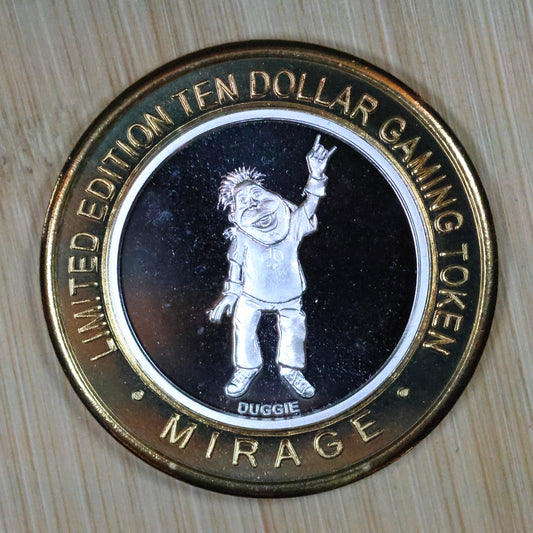 LIMITED EDITION TEN DOLLAR GAMING TOKEN
DUGGIE
• MIRAGE •